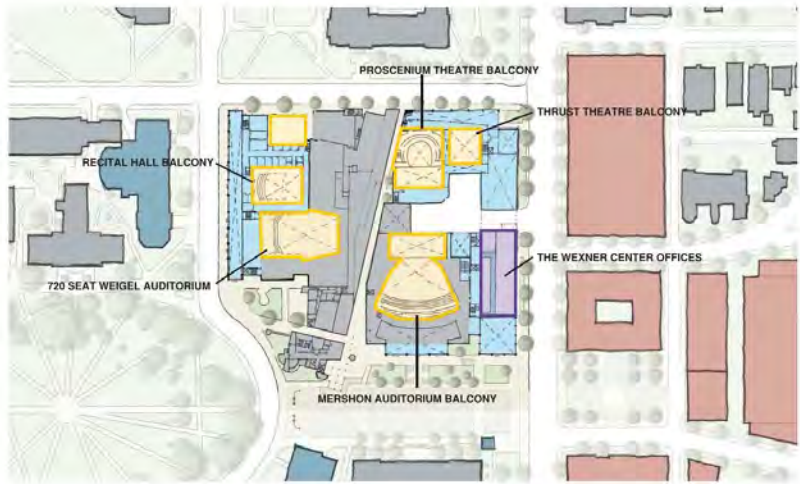 PROSCENIUM THEATRE BALCONY
THRUST THEATRE BALCONY
RECITAL HALL BALCONY
THE WEXNER CENTER OFFICES
720 SEAT WEIGEL AUDITORIUM
MERSHON AUDITORIUM BALCONY